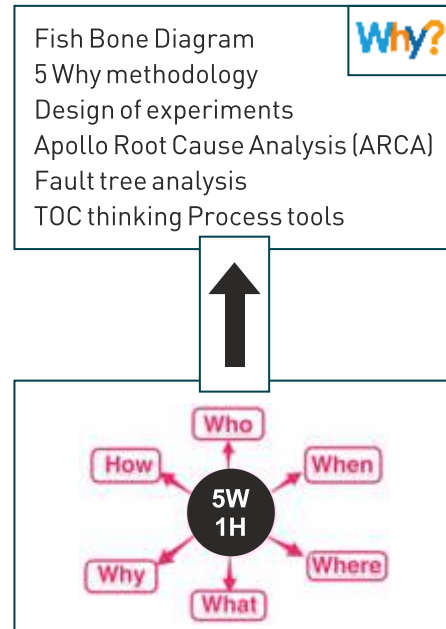 Fish Bone Diagram
Why?
5 Why methodology
Design of experiments
Apollo Root Cause Analysis (ARCA)
Fault tree analysis
TOC thinking Process tools
Who
How
When
5W
1H
Why
Where
What